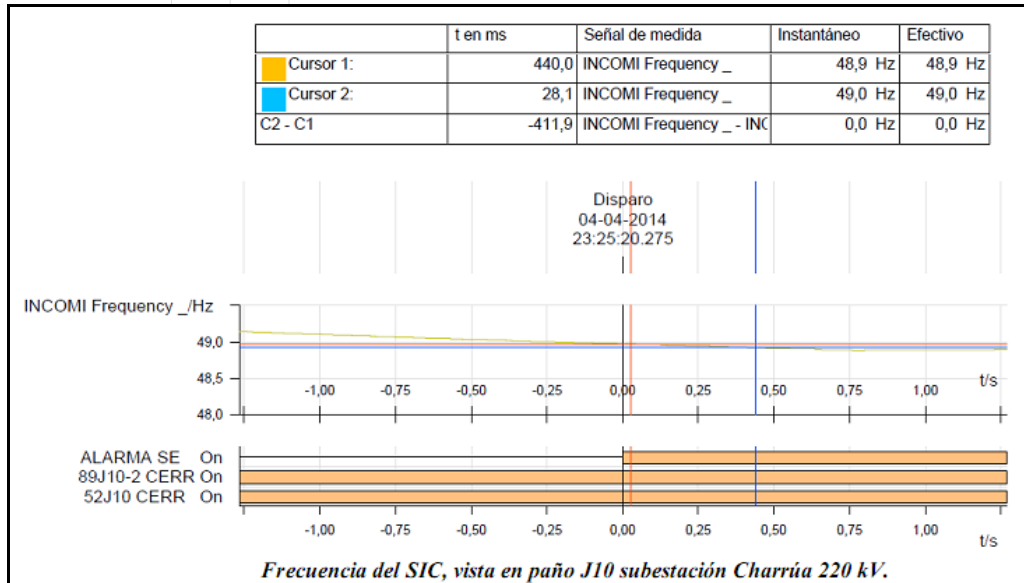 t en ms Señal de medida Instantáneo Efectivo
Cursor 1: 440,0 INCOMI Frequency _ 48,9 Hz 48,9 Hz
Cursor 2: 28,1 INCOMI Frequency _ 49,0 Hz 49,0 Hz
C2 - C1 -411,9 INCOMI Frequency _ - INC 0,0 Hz 0,0 Hz
Disparo
04-04-2014
23:25:20.275
INCOMI Frequency _/Hz
49,0
48,5
t/s
-1,00 -0,75 -0,50 -0,25 0,00 0,25 0,50 0,75 1,00
48,0
ALARMA SE On
89J10-2 CERR On
52J10 CERR On
-1,00 -0,75 -0,50 -0,25 0,00 0,25 0,50 0,75 1,00
t/s
Frecuencia del SIC, vista en paño J10 subestación Charrúa 220 kV.